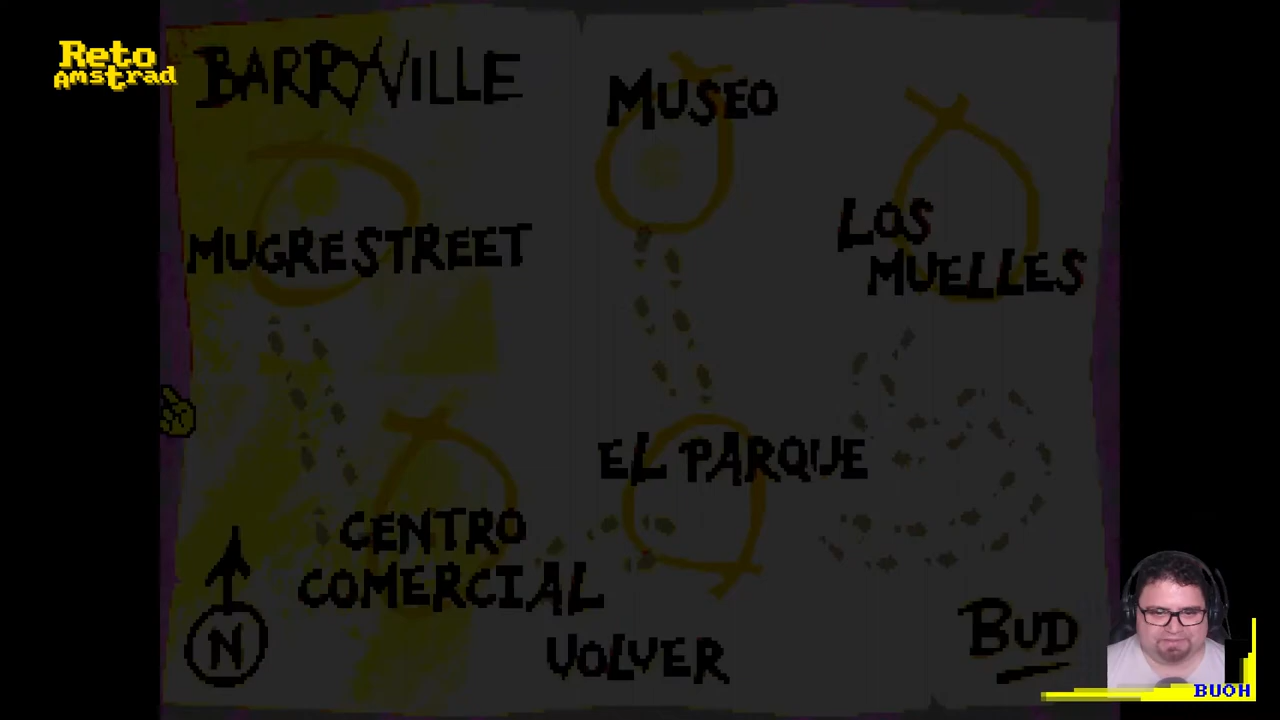 Reto
Amstrad
BARRYVILLE
MUSEO
MUGRESTREET
LOS
MUELLES
EL PARQUE
CENTRO
COMERCIAL
N
VOLVER
BUD
BUOH